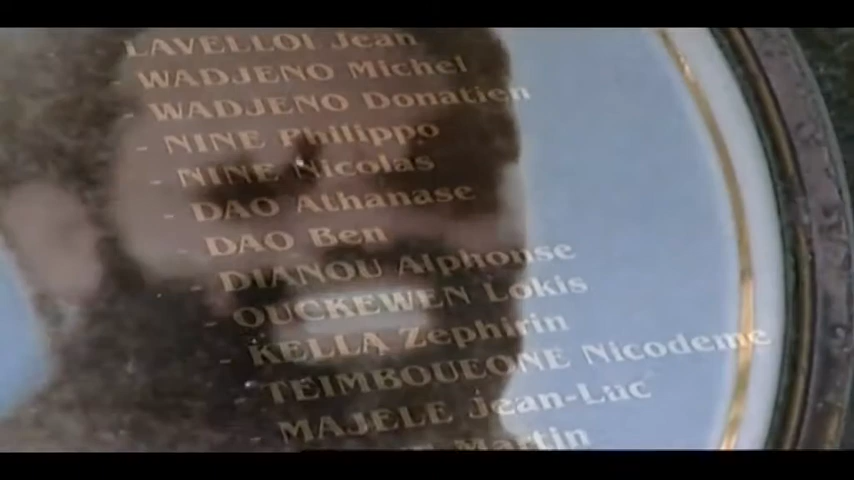 LAVELLOI Jean
- WADJENO Michel
- WADJENO Donatien
- NINE Philippo
- NINE Nicolas
- DAO Athanase
- DAO Ben
- DIANOU Alphonse
- OUCKEWEN Lokis
- KELLA Zephirin
- TEIMBOUEONE Nicodeme
- MAJELE Jean-Luc
Martin